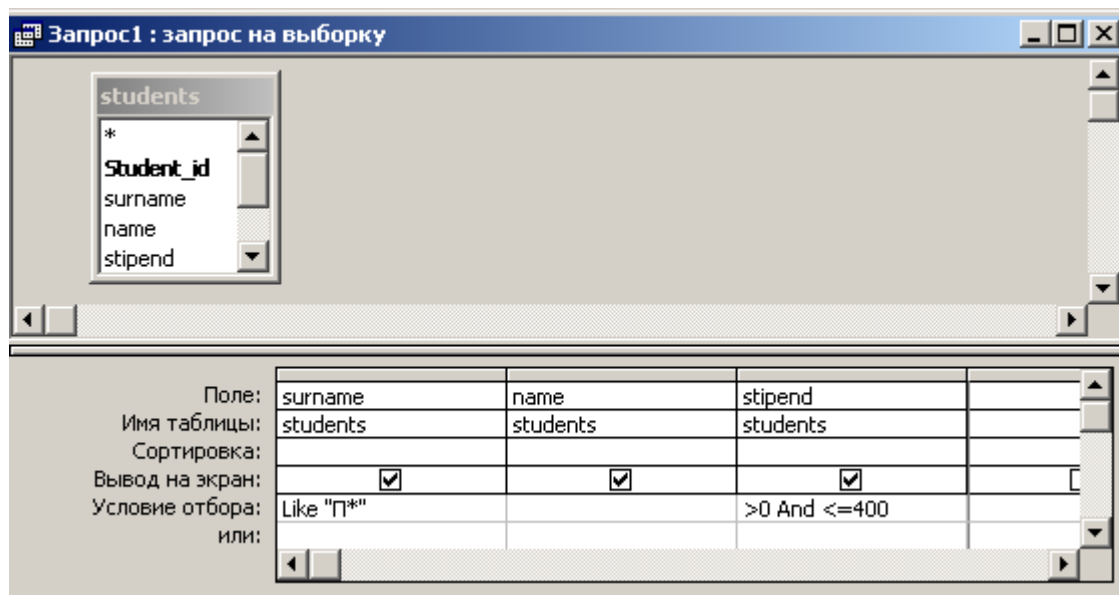 Запрос1 : запрос на выборку
students
*
Student_id
surname
name
stipend
Поле: surname name stipend
Имя таблицы: students students students
Сортировка:
Вывод на экран:
Условие отбора: Like "П*" >0 And <=400
или: